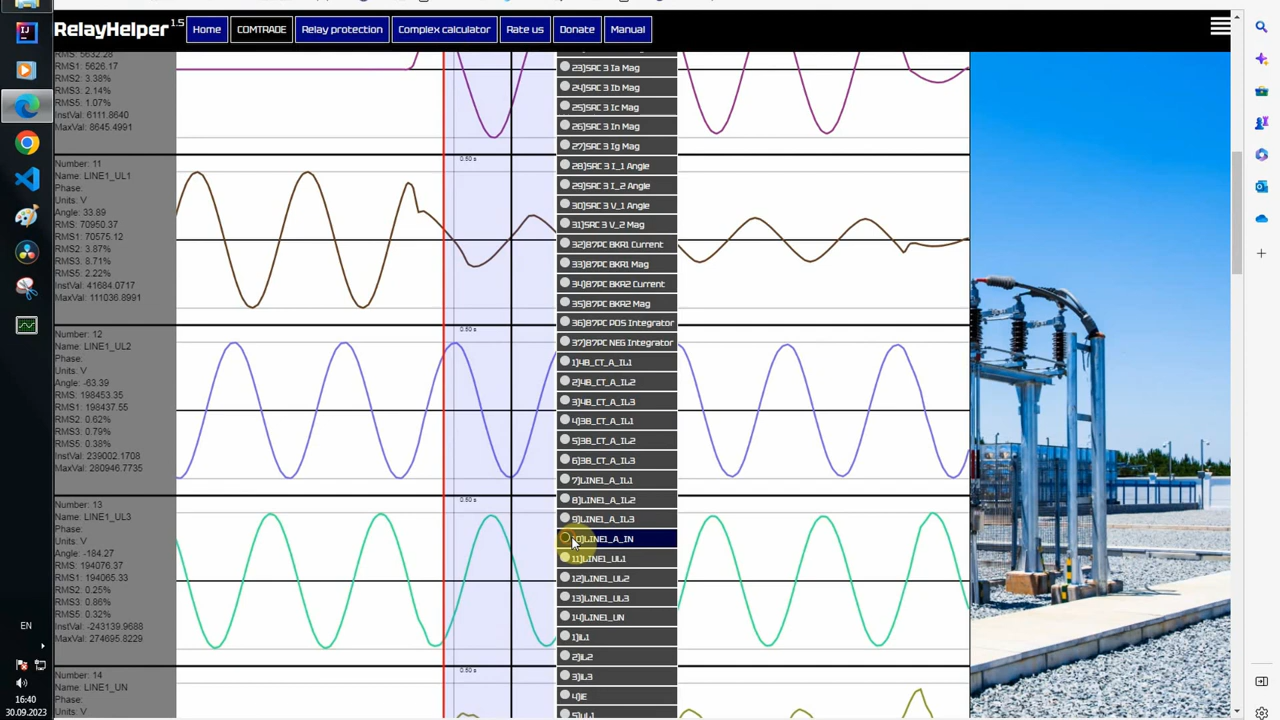 RelayHelper 1.5
Home
COMTRADE
Relay protection
Complex calculator
Rate us
Donate
Manual
RMS: 5632.28
RMS1: 5626.17
RMS2: 3.38%
RMS3: 2.14%
RMS5: 1.07%
InstVal: 6111.8640
MaxVal: 8645.4991
Number: 11
Name: LINE1_UL1
Phase:
Units: V
Angle: 33.89
RMS: 70950.37
RMS1: 70575.12
RMS2: 3.87%
RMS3: 8.71%
RMS5: 2.22%
InstVal: 41684.0717
MaxVal: 111036.8991
0.50 s
Number: 12
Name: LINE1_UL2
Phase:
Units: V
Angle: -63.39
RMS: 198453.35
RMS1: 198437.55
RMS2: 0.62%
RMS3: 0.79%
RMS5: 0.38%
InstVal: 239002.1708
MaxVal: 280946.7735
0.50 s
Number: 13
Name: LINE1_UL3
Phase:
Units: V
Angle: -184.27
RMS: 194076.37
RMS1: 194065.33
RMS2: 0.25%
RMS3: 0.86%
RMS5: 0.32%
InstVal: -243139.9688
MaxVal: 274695.8229
0.50 s
Number: 14
Name: LINE1_UN
Phase:
Units: V
0.50 s
23)SRC 3 Ia Mag
24)SRC 3 Ib Mag
25)SRC 3 Ic Mag
26)SRC 3 In Mag
27)SRC 3 Ig Mag
28)SRC 3 I_1 Angle
29)SRC 3 I_2 Angle
30)SRC 3 V_1 Angle
31)SRC 3 V_2 Mag
32)87PC BKR1 Current
33)87PC BKR1 Mag
34)87PC BKR2 Current
35)87PC BKR2 Mag
36)87PC POS Integrator
37)87PC NEG Integrator
1)4B_CT_A_IL1
2)4B_CT_A_IL2
3)4B_CT_A_IL3
4)3B_CT_A_IL1
5)3B_CT_A_IL2
6)3B_CT_A_IL3
7)LINE1_A_IL1
8)LINE1_A_IL2
9)LINE1_A_IL3
10)LINE1_A_IN
11)LINE1_UL1
12)LINE1_UL2
13)LINE1_UL3
14)LINE1_UN
1)IL1
2)IL2
3)IL3
4)IE
EN
16:40
30.09.2023